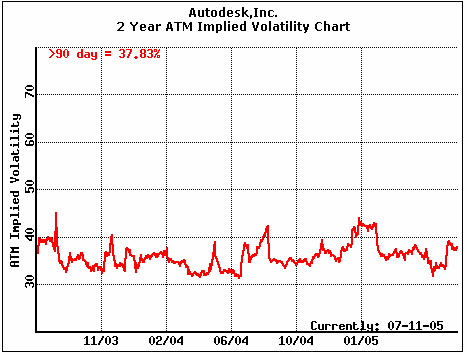 Autodesk,Inc.
2 Year ATM Implied Volatility Chart
>90 day = 37.83%
ATM Implied Volatility
70
60
50
40
30
11/03 02/04 06/04 10/04 01/05
Currently: 07-11-05